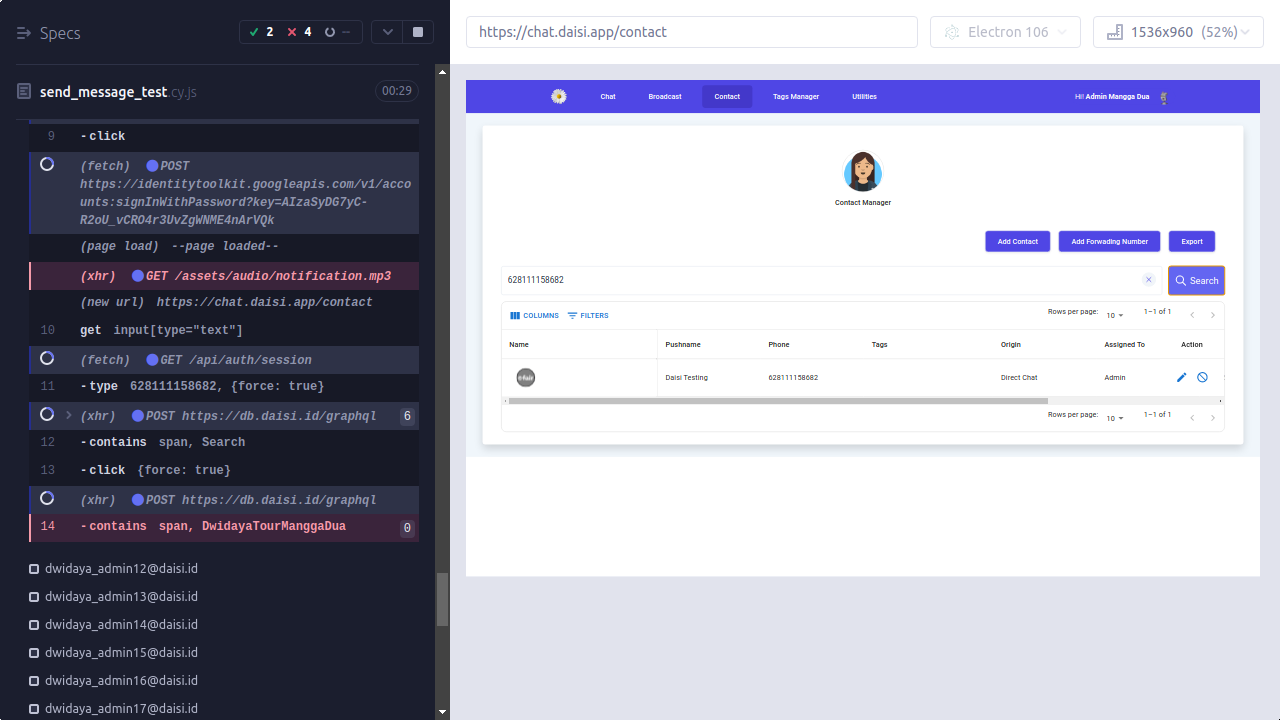 Specs
2
4
--
send_message_test.cy.js
00:29
9 -click
(fetch) POST
https://identitytoolkit.googleapis.com/v1/acco
unts:signInWithPassword?key=AIzaSyDG7yC-
R2oU_vCRO4r3UvZgWNME4nArVQk
(page load) --page loaded--
(xhr) GET /assets/audio/notification.mp3
(new url) https://chat.daisi.app/contact
10 get input[type="text"]
(fetch) GET /api/auth/session
11 -type 628111158682, {force: true}
(xhr) POST https://db.daisi.id/graphql 6
12 -contains span, Search
13 -click {force: true}
(xhr) POST https://db.daisi.id/graphql
14 -contains span, DwidayaTourManggaDua 0
dwidaya_admin12@daisi.id
dwidaya_admin13@daisi.id
dwidaya_admin14@daisi.id
dwidaya_admin15@daisi.id
dwidaya_admin16@daisi.id
dwidaya_admin17@daisi.id
https://chat.daisi.app/contact
Electron 106
1536x960 (52%)
Chat Broadcast Contact Tags Manager Utilities
Hi! Admin Mangga Dua
Contact Manager
Add Contact Add Forwading Number Export
628111158682
Search
COLUMNS FILTERS
Rows per page: 10 1–1 of 1
Name Pushname Phone Tags Origin Assigned To Action
Daisi Testing 628111158682 Direct Chat Admin
Rows per page: 10 1–1 of 1